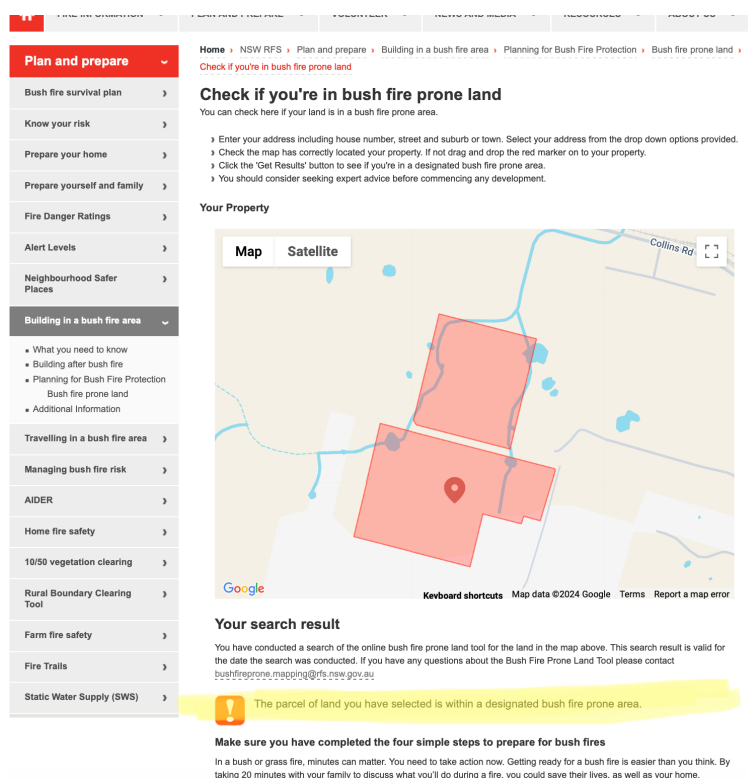 Home › NSW RFS › Plan and prepare › Building in a bush fire area › Planning for Bush Fire Protection › Bush fire prone land ›
Check if you're in bush fire prone land
Plan and prepare
Bush fire survival plan
Know your risk
Prepare your home
Prepare yourself and family
Fire Danger Ratings
Alert Levels
Neighbourhood Safer
Places
Building in a bush fire area
What you need to know
Building after bush fire
Planning for Bush Fire Protection
Bush fire prone land
Additional Information
Travelling in a bush fire area
Managing bush fire risk
AIDER
Home fire safety
10/50 vegetation clearing
Rural Boundary Clearing
Tool
Farm fire safety
Fire Trails
Static Water Supply (SWS)
Check if you're in bush fire prone land
You can check here if your land is in a bush fire prone area.
Enter your address including house number, street and suburb or town. Select your address from the drop down options provided.
Check the map has correctly located your property. If not drag and drop the red marker on to your property.
Click the 'Get Results' button to see if you're in a designated bush fire prone area.
You should consider seeking expert advice before commencing any development.
Your Property
Map Satellite
Collins Rd
Google
Keyboard shortcuts Map data ©2024 Google Terms Report a map error
Your search result
You have conducted a search of the online bush fire prone land tool for the land in the map above. This search result is valid for
the date the search was conducted. If you have any questions about the Bush Fire Prone Land Tool please contact
bushfireprone.mapping@rfs.nsw.gov.au
The parcel of land you have selected is within a designated bush fire prone area.
Make sure you have completed the four simple steps to prepare for bush fires
In a bush or grass fire, minutes can matter. You need to take action now. Getting ready for a bush fire is easier than you think. By
taking 20 minutes with your family to discuss what you'll do during a fire, you could save their lives, as well as your home.